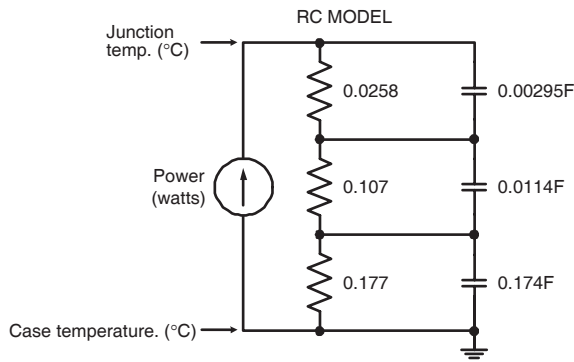 RC MODEL
Junction
temp. (°C)
0.0258
0.00295F
Power
(watts)
0.107
0.0114F
0.177
0.174F
Case temperature. (°C)